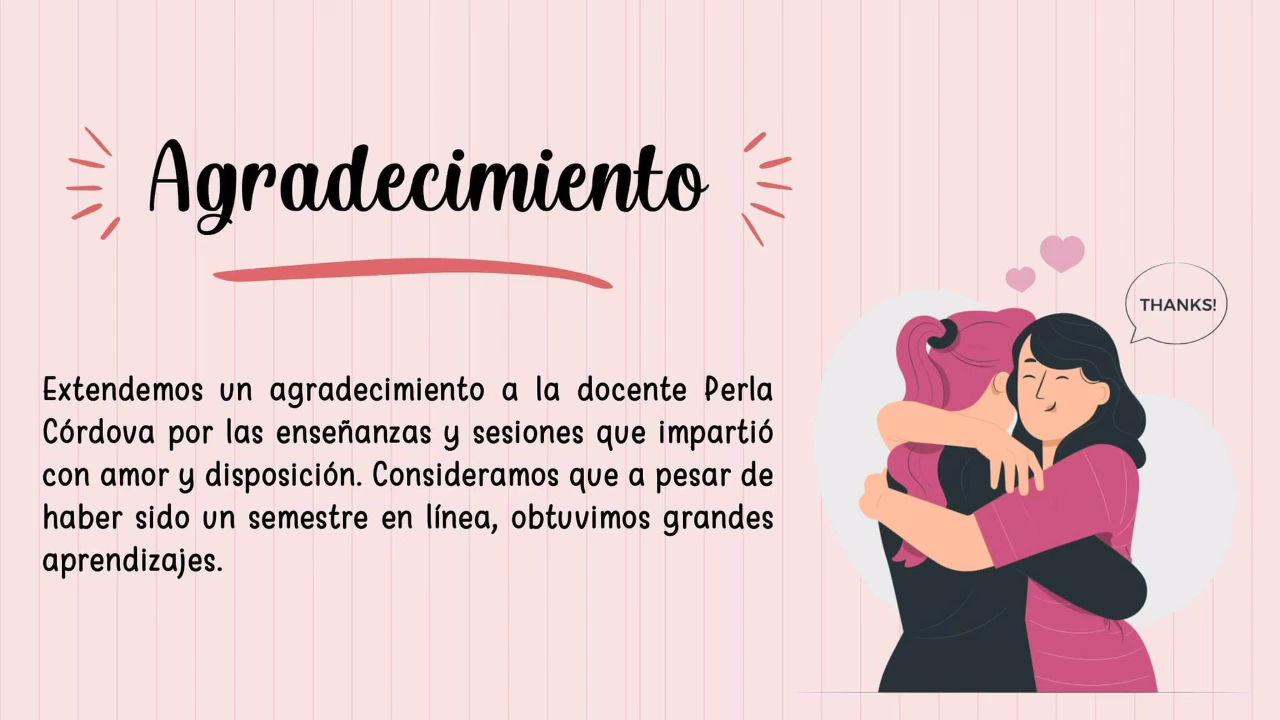 Agradecimiento
THANKS!
Extendemos un agradecimiento a la docente Perla
Córdova por las enseñanzas y sesiones que impartió
con amor y disposición. Consideramos que a pesar de
haber sido un semestre en línea, obtuvimos grandes
aprendizajes.